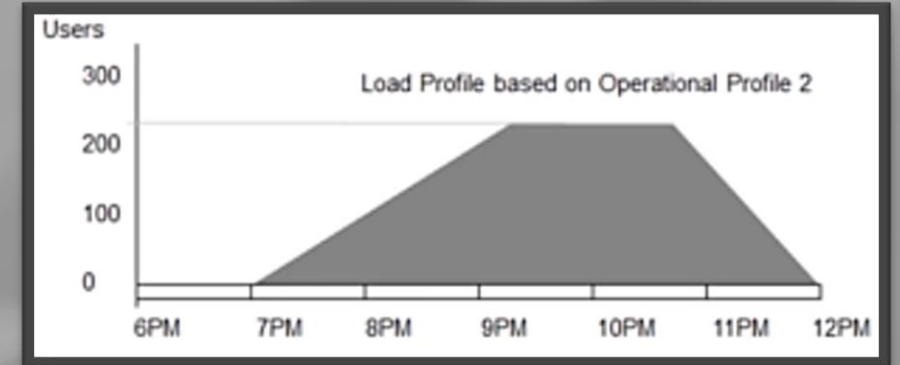 Users
300
Load Profile based on Operational Profile 2
200
100
0
6PM 7PM 8PM 9PM 10PM 11PM 12PM